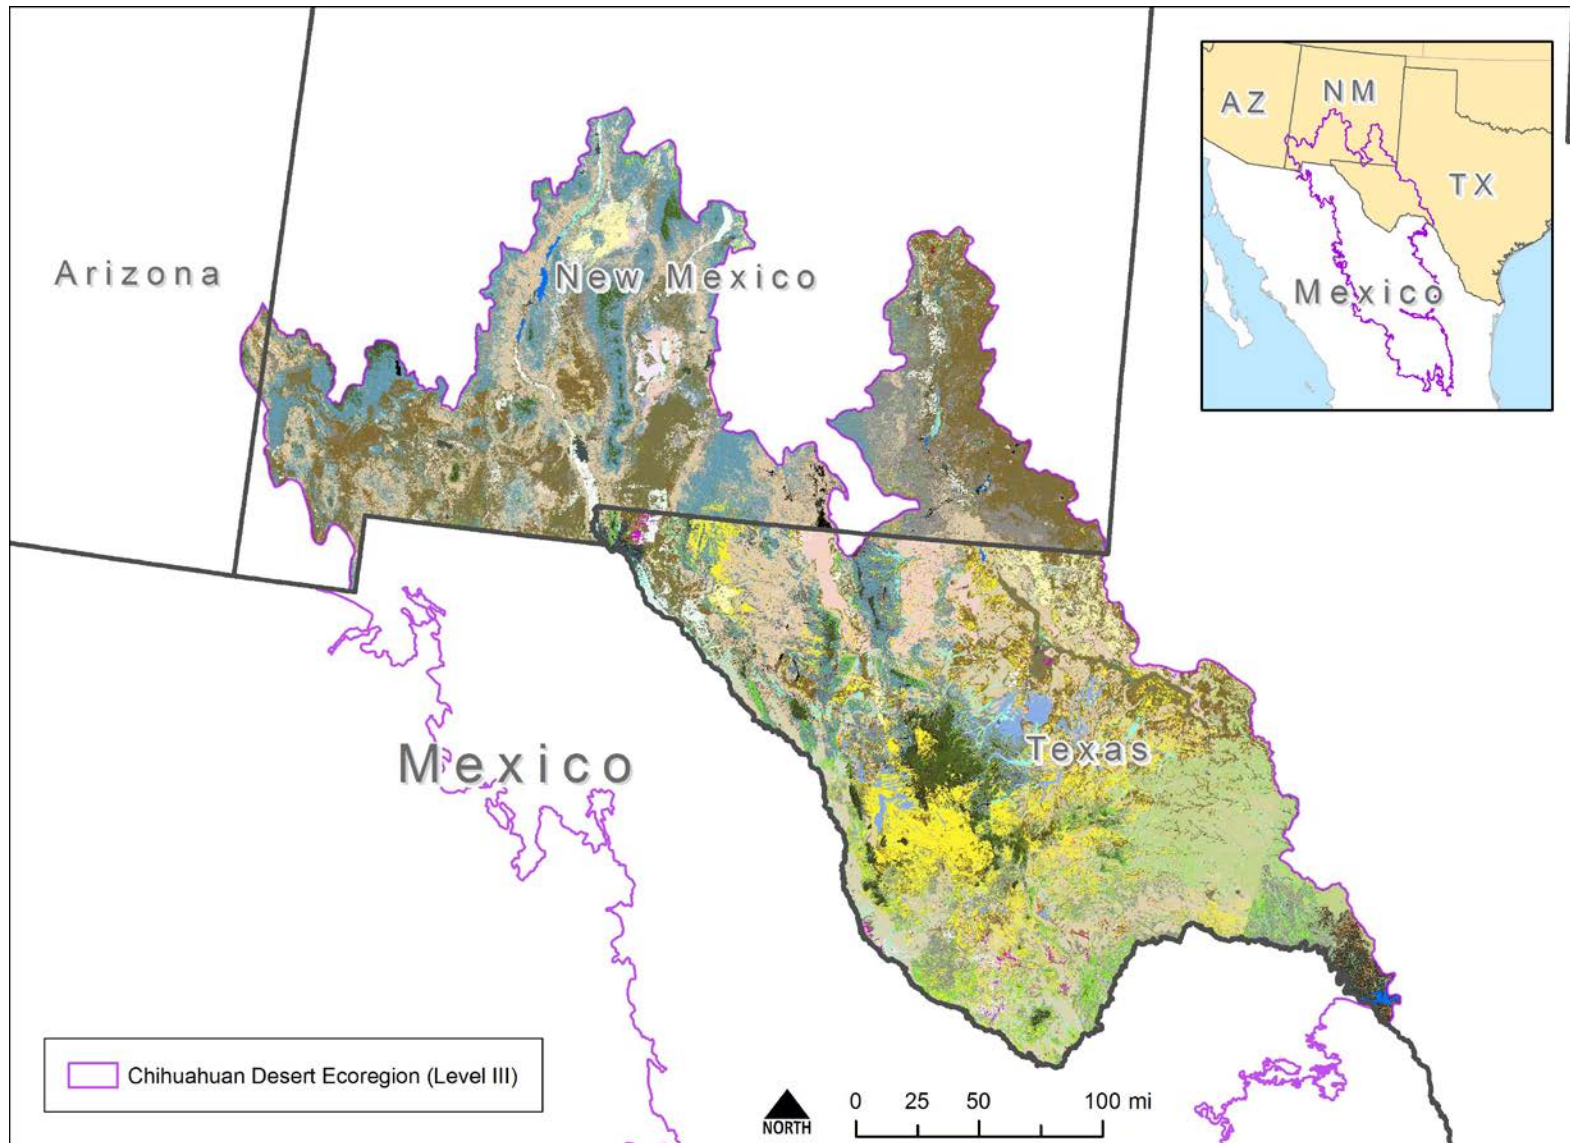 AZ
NM
TX
Mexico
Arizona
New Mexico
Texas
Mexico
Chihuahuan Desert Ecoregion (Level III)
NORTH
0 25 50 100 mi